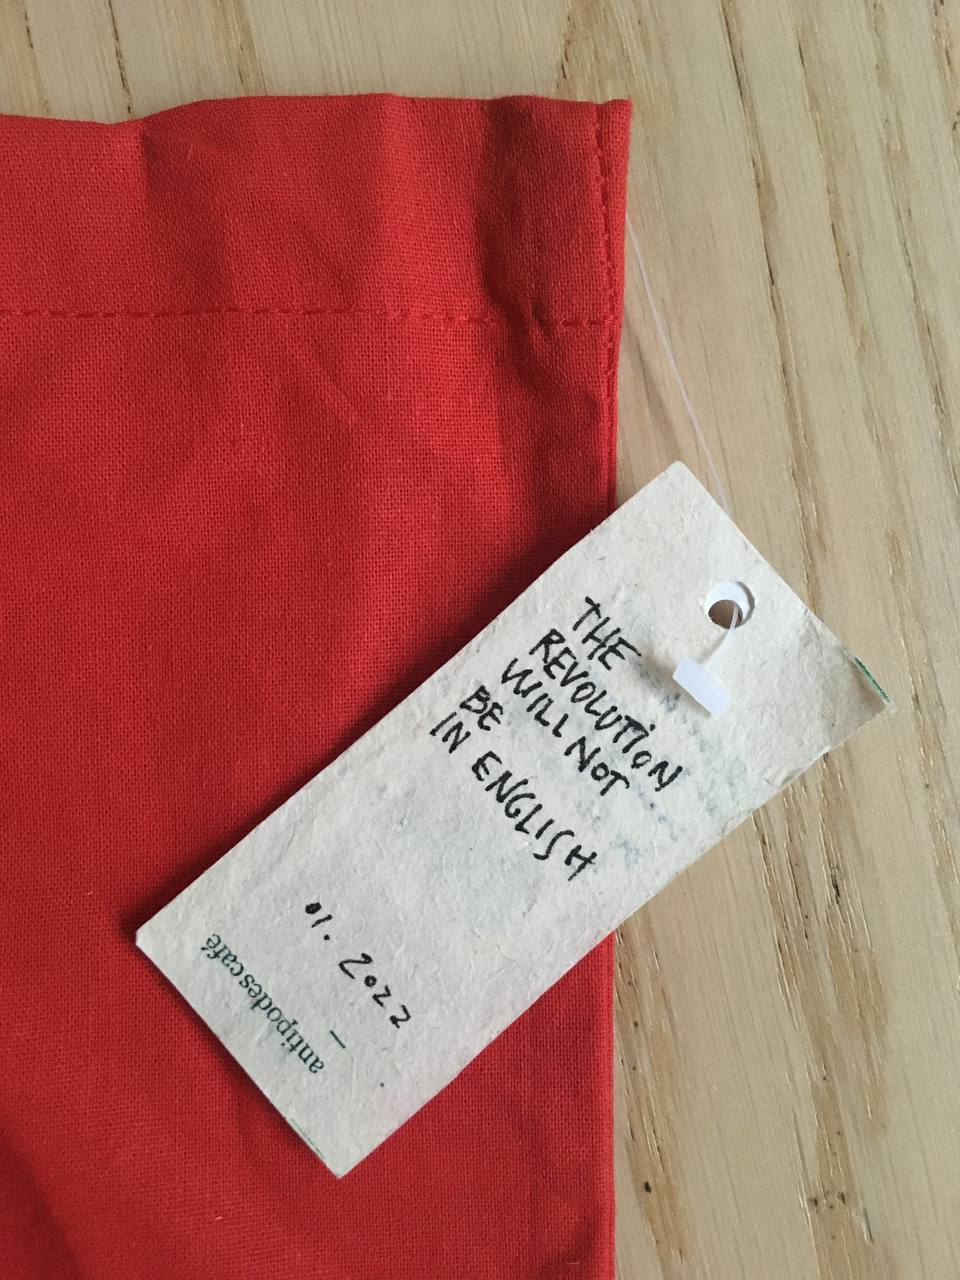 THE
REVOLUTION
WILL NOT
BE
IN ENGLISH
01. 2022
antipodes café